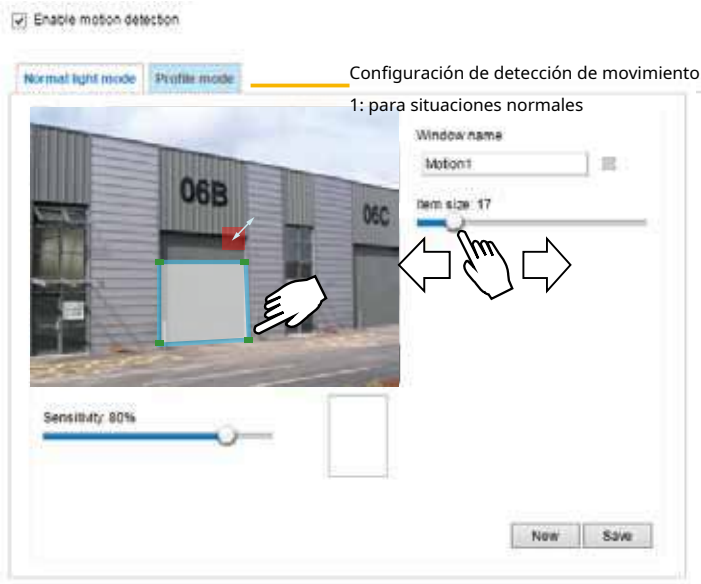 Enable motion detection
Normal light mode
Profile mode
Configuración de detección de movimiento
1: para situaciones normales
Window name
Motion1
Item size: 17
06B
06C
Sensitivity: 80%
New
Save